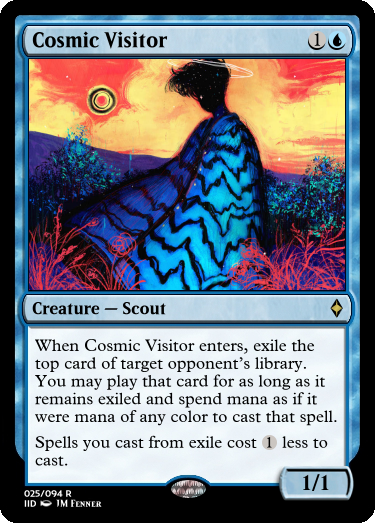 Cosmic Visitor 1
Creature — Scout
When Cosmic Visitor enters, exile the
top card of target opponent's library.
You may play that card for as long as it
remains exiled and spend mana as if it
were mana of any color to cast that spell.
Spells you cast from exile cost 1 less to
cast.
1/1
025/094 R
IID JM Fenner